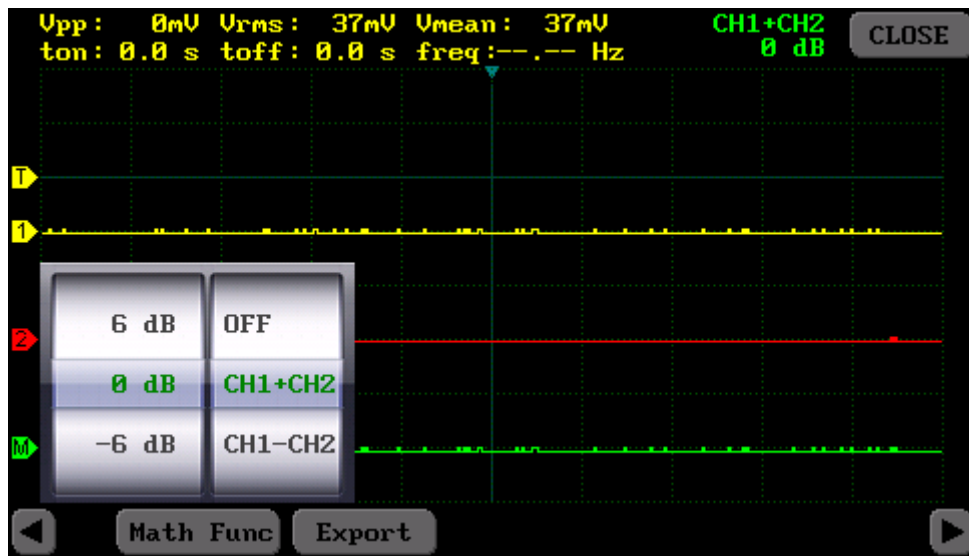 Vpp: 0mV Vrms: 37mV Vmean: 37mV CH1+CH2
ton: 0.0 s toff: 0.0 s freq:--.-- Hz 0 dB
CLOSE
T
1
6 dB OFF
2
0 dB CH1+CH2
-6 dB CH1-CH2
M
Math Func Export